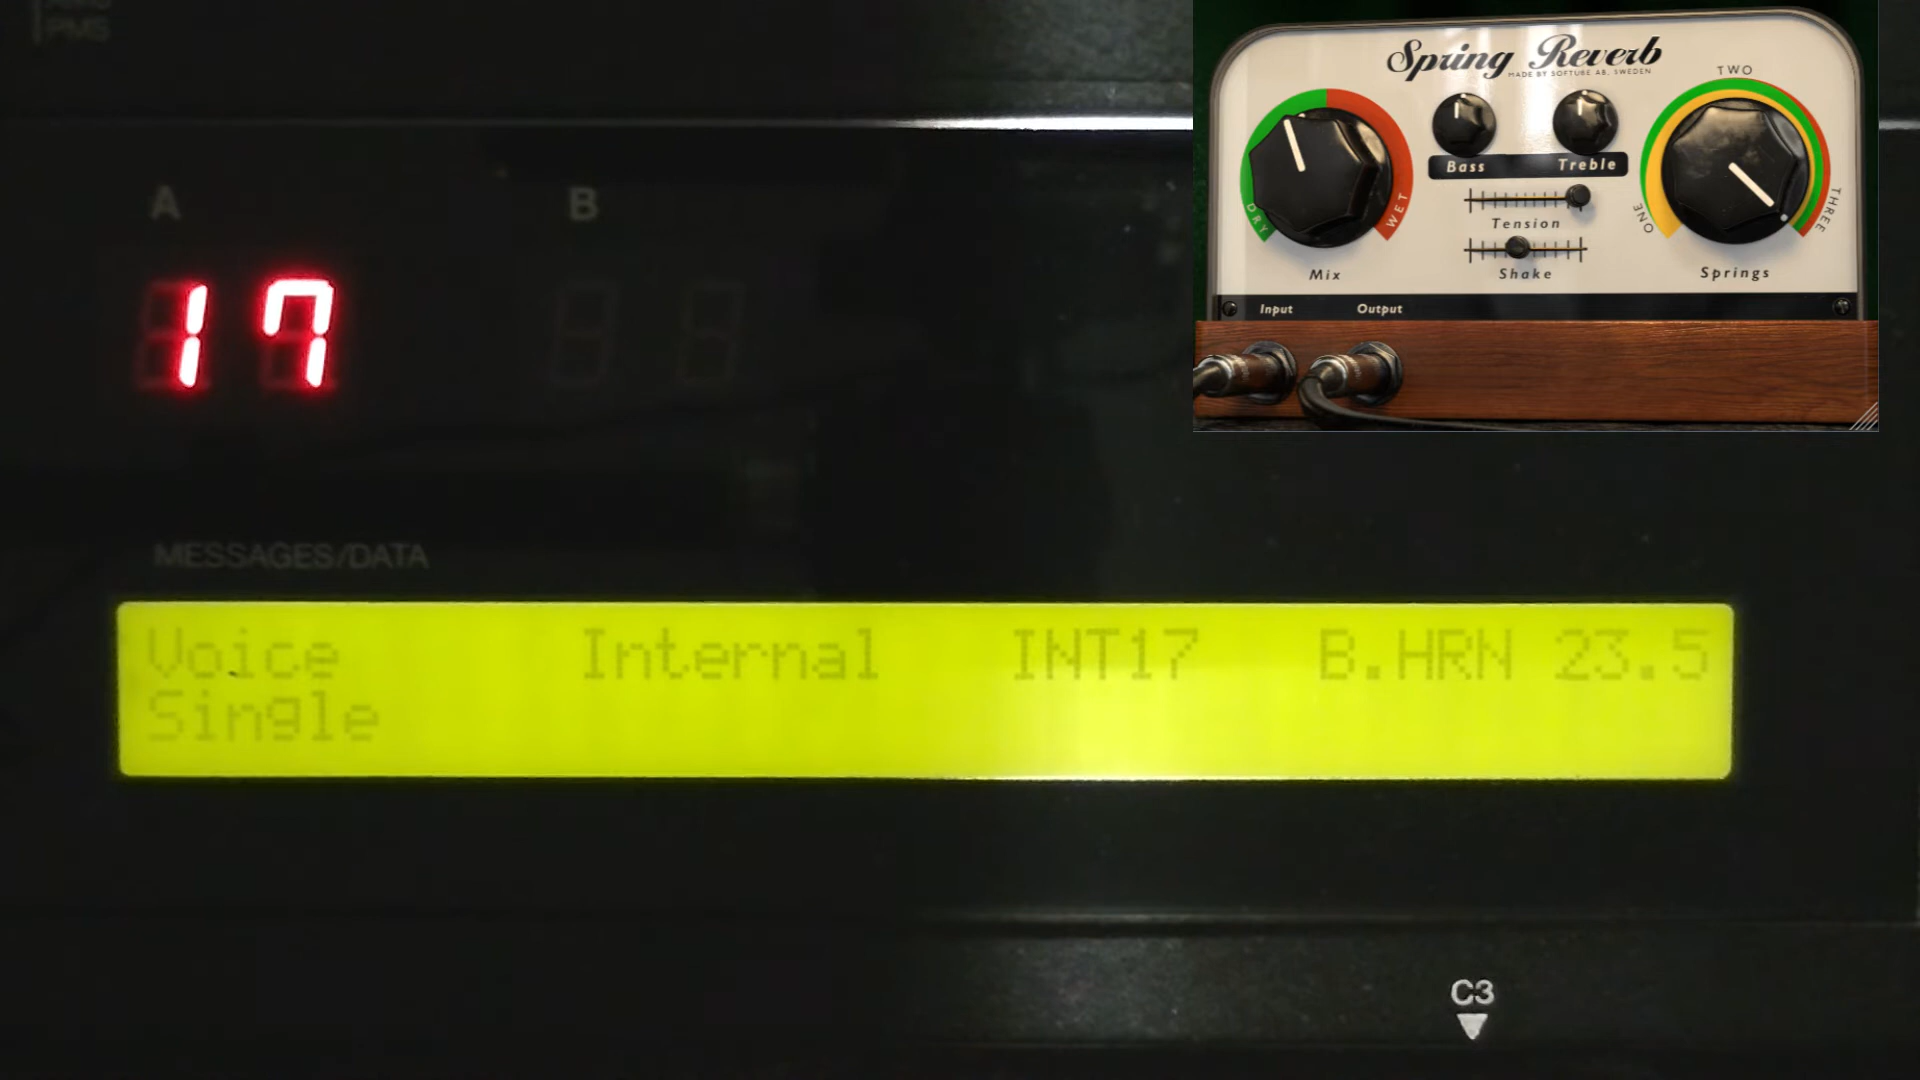 PMS
A
B
17
MESSAGES/DATA
Voice Internal INT17 B.HRN 23.5
Single
C3
Spring Reverb
MADE BY SOFTUBE AB, SWEDEN
TWO
ONE
THREE
DRY
WET
Bass Treble
Tension
Shake
Mix
Springs
Input Output